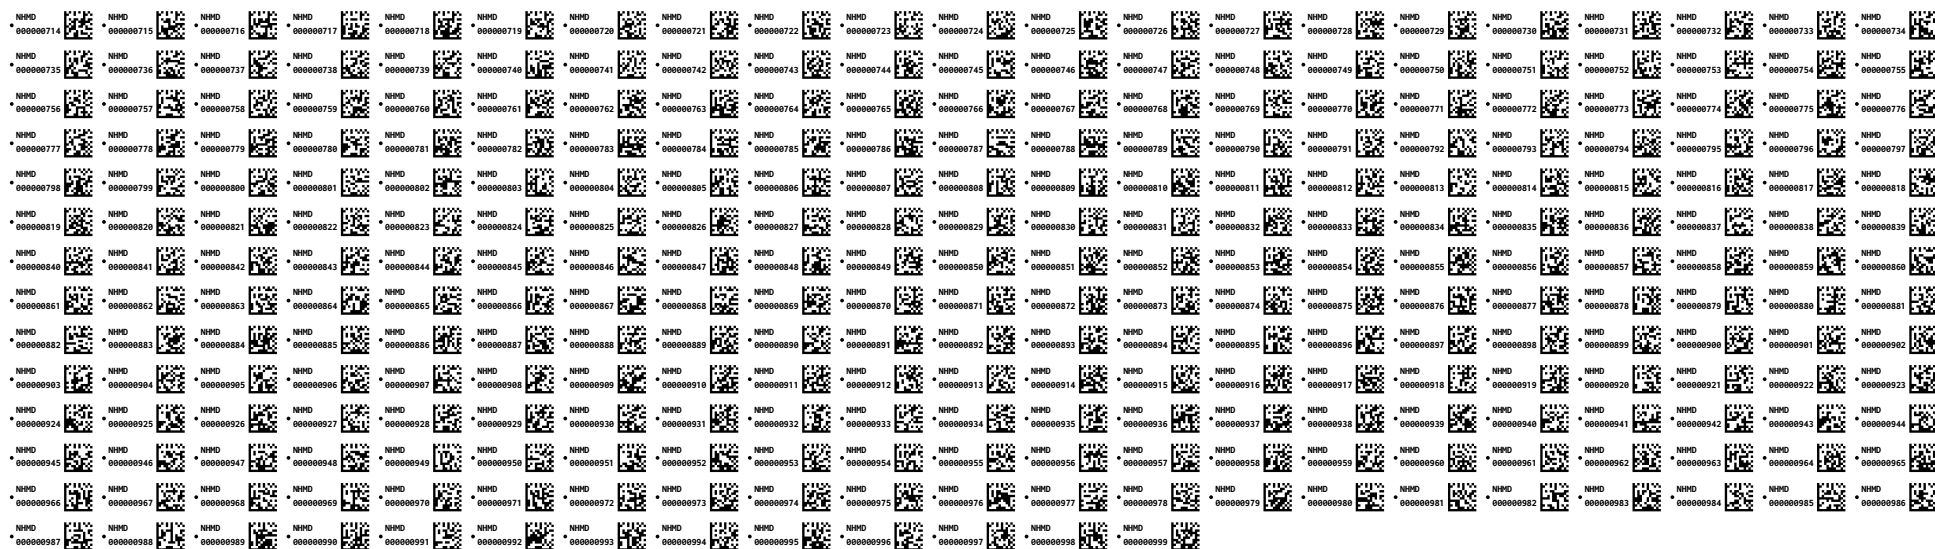 NHMD NHMD NHMD NHMD NHMD NHMD NHMD NHMD NHMD NHMD NHMD NHMD NHMD NHMD NHMD NHMD NHMD NHMD NHMD NHMD NHMD
000000714 000000715 000000716 000000717 000000718 000000719 000000720 000000721 000000722 000000723 000000724 000000725 000000726 000000727 000000728 000000729 000000730 000000731 000000732 000000733 000000734
NHMD NHMD NHMD NHMD NHMD NHMD NHMD NHMD NHMD NHMD NHMD NHMD NHMD NHMD NHMD NHMD NHMD NHMD NHMD NHMD NHMD
000000735 000000736 000000737 000000738 000000739 000000740 000000741 000000742 000000743 000000744 000000745 000000746 000000747 000000748 000000749 000000750 000000751 000000752 000000753 000000754 000000755
NHMD NHMD NHMD NHMD NHMD NHMD NHMD NHMD NHMD NHMD NHMD NHMD NHMD NHMD NHMD NHMD NHMD NHMD NHMD NHMD NHMD
000000756 000000757 000000758 000000759 000000760 000000761 000000762 000000763 000000764 000000765 000000766 000000767 000000768 000000769 000000770 000000771 000000772 000000773 000000774 000000775 000000776
NHMD NHMD NHMD NHMD NHMD NHMD NHMD NHMD NHMD NHMD NHMD NHMD NHMD NHMD NHMD NHMD NHMD NHMD NHMD NHMD NHMD
000000777 000000778 000000779 000000780 000000781 000000782 000000783 000000784 000000785 000000786 000000787 000000788 000000789 000000790 000000791 000000792 000000793 000000794 000000795 000000796 000000797
NHMD NHMD NHMD NHMD NHMD NHMD NHMD NHMD NHMD NHMD NHMD NHMD NHMD NHMD NHMD NHMD NHMD NHMD NHMD NHMD NHMD
000000798 000000799 000000800 000000801 000000802 000000803 000000804 000000805 000000806 000000807 000000808 000000809 000000810 000000811 000000812 000000813 000000814 000000815 000000816 000000817 000000818
NHMD NHMD NHMD NHMD NHMD NHMD NHMD NHMD NHMD NHMD NHMD NHMD NHMD NHMD NHMD NHMD NHMD NHMD NHMD NHMD NHMD
000000819 000000820 000000821 000000822 000000823 000000824 000000825 000000826 000000827 000000828 000000829 000000830 000000831 000000832 000000833 000000834 000000835 000000836 000000837 000000838 000000839
NHMD NHMD NHMD NHMD NHMD NHMD NHMD NHMD NHMD NHMD NHMD NHMD NHMD NHMD NHMD NHMD NHMD NHMD NHMD NHMD NHMD
000000840 000000841 000000842 000000843 000000844 000000845 000000846 000000847 000000848 000000849 000000850 000000851 000000852 000000853 000000854 000000855 000000856 000000857 000000858 000000859 000000860
NHMD NHMD NHMD NHMD NHMD NHMD NHMD NHMD NHMD NHMD NHMD NHMD NHMD NHMD NHMD NHMD NHMD NHMD NHMD NHMD NHMD
000000861 000000862 000000863 000000864 000000865 000000866 000000867 000000868 000000869 000000870 000000871 000000872 000000873 000000874 000000875 000000876 000000877 000000878 000000879 000000880 000000881
NHMD NHMD NHMD NHMD NHMD NHMD NHMD NHMD NHMD NHMD NHMD NHMD NHMD NHMD NHMD NHMD NHMD NHMD NHMD NHMD NHMD
000000882 000000883 000000884 000000885 000000886 000000887 000000888 000000889 000000890 000000891 000000892 000000893 000000894 000000895 000000896 000000897 000000898 000000899 000000900 000000901 000000902
NHMD NHMD NHMD NHMD NHMD NHMD NHMD NHMD NHMD NHMD NHMD NHMD NHMD NHMD NHMD NHMD NHMD NHMD NHMD NHMD NHMD
000000903 000000904 000000905 000000906 000000907 000000908 000000909 000000910 000000911 000000912 000000913 000000914 000000915 000000916 000000917 000000918 000000919 000000920 000000921 000000922 000000923
NHMD NHMD NHMD NHMD NHMD NHMD NHMD NHMD NHMD NHMD NHMD NHMD NHMD NHMD NHMD NHMD NHMD NHMD NHMD NHMD NHMD
000000924 000000925 000000926 000000927 000000928 000000929 000000930 000000931 000000932 000000933 000000934 000000935 000000936 000000937 000000938 000000939 000000940 000000941 000000942 000000943 000000944
NHMD NHMD NHMD NHMD NHMD NHMD NHMD NHMD NHMD NHMD NHMD NHMD NHMD NHMD NHMD NHMD NHMD NHMD NHMD NHMD NHMD
000000945 000000946 000000947 000000948 000000949 000000950 000000951 000000952 000000953 000000954 000000955 000000956 000000957 000000958 000000959 000000960 000000961 000000962 000000963 000000964 000000965
NHMD NHMD NHMD NHMD NHMD NHMD NHMD NHMD NHMD NHMD NHMD NHMD NHMD NHMD NHMD NHMD NHMD NHMD NHMD NHMD NHMD
000000966 000000967 000000968 000000969 000000970 000000971 000000972 000000973 000000974 000000975 000000976 000000977 000000978 000000979 000000980 000000981 000000982 000000983 000000984 000000985 000000986
NHMD NHMD NHMD NHMD NHMD NHMD NHMD NHMD NHMD NHMD NHMD NHMD NHMD
000000987 000000988 000000989 000000990 000000991 000000992 000000993 000000994 000000995 000000996 000000997 000000998 000000999